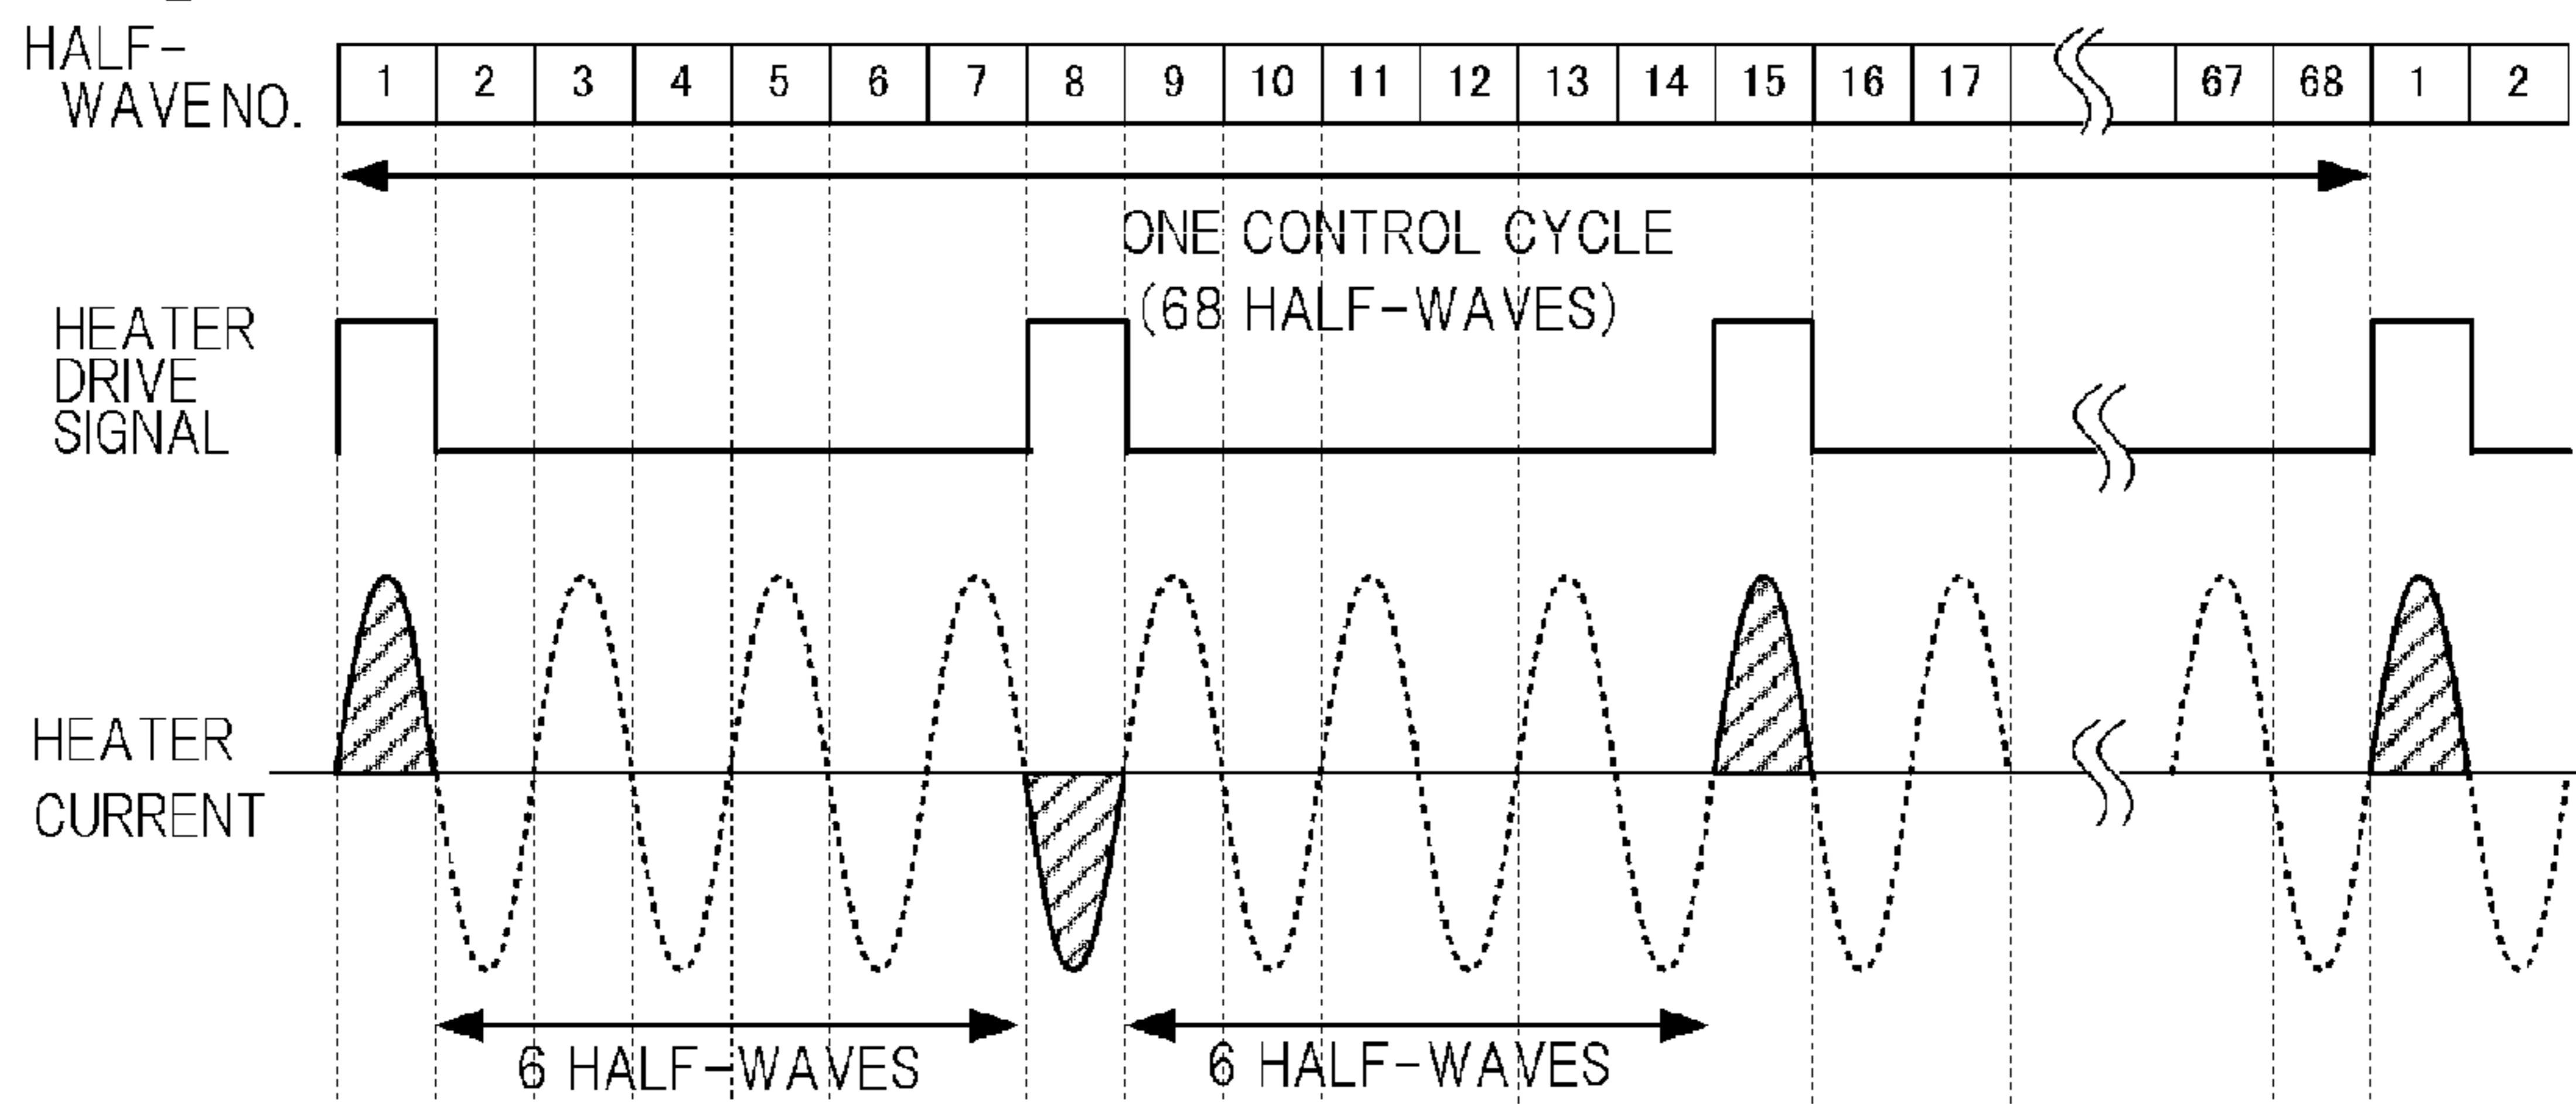 HALF-
WAVE NO.
1 2 3 4 5 6 7 8 9 10 11 12 13 14 15 16 17 67 68 1 2
ONE CONTROL CYCLE
(68 HALF-WAVES)
HEATER
DRIVE
SIGNAL
HEATER
CURRENT
6 HALF-WAVES 6 HALF-WAVES